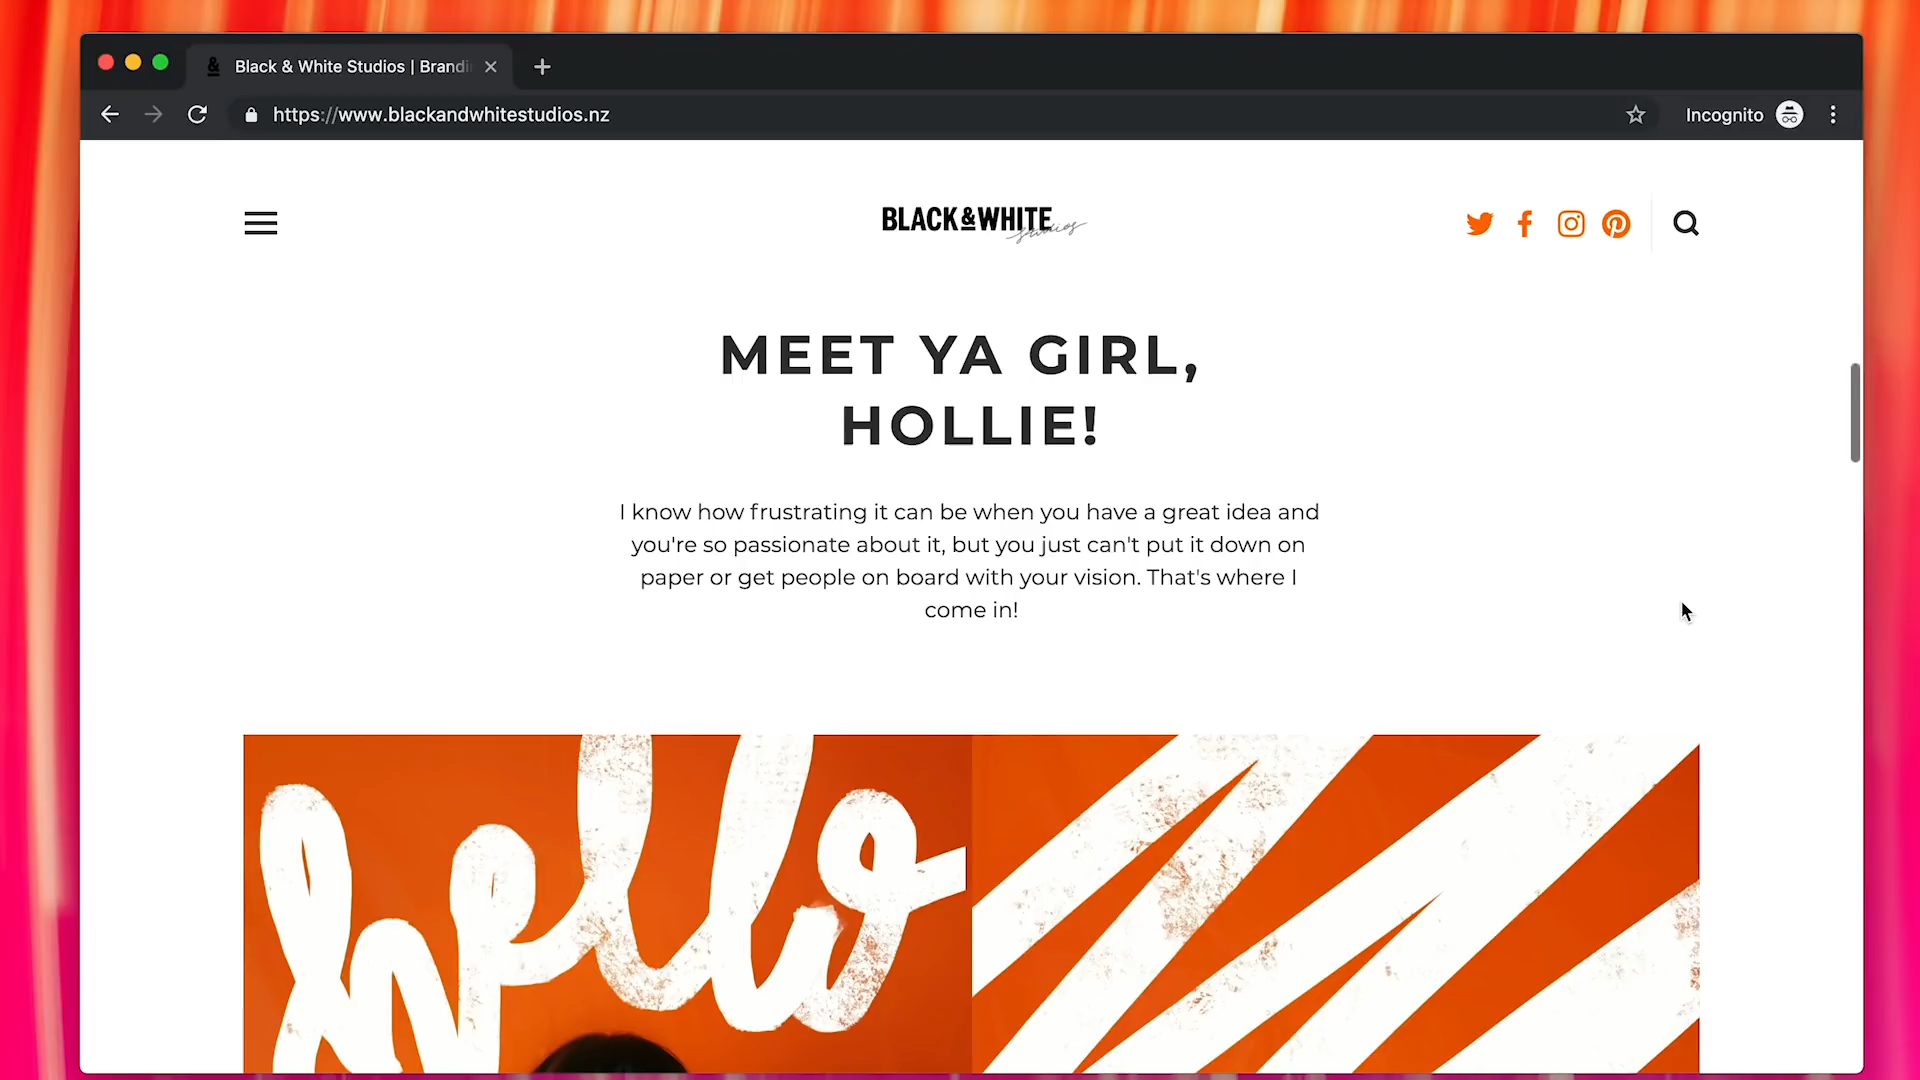 Black & White Studios | Brandi
https://www.blackandwhitestudios.nz
Incognito
BLACK&WHITE
studios
MEET YA GIRL,
HOLLIE!
I know how frustrating it can be when you have a great idea and
you're so passionate about it, but you just can't put it down on
paper or get people on board with your vision. That's where I
come in!
hello